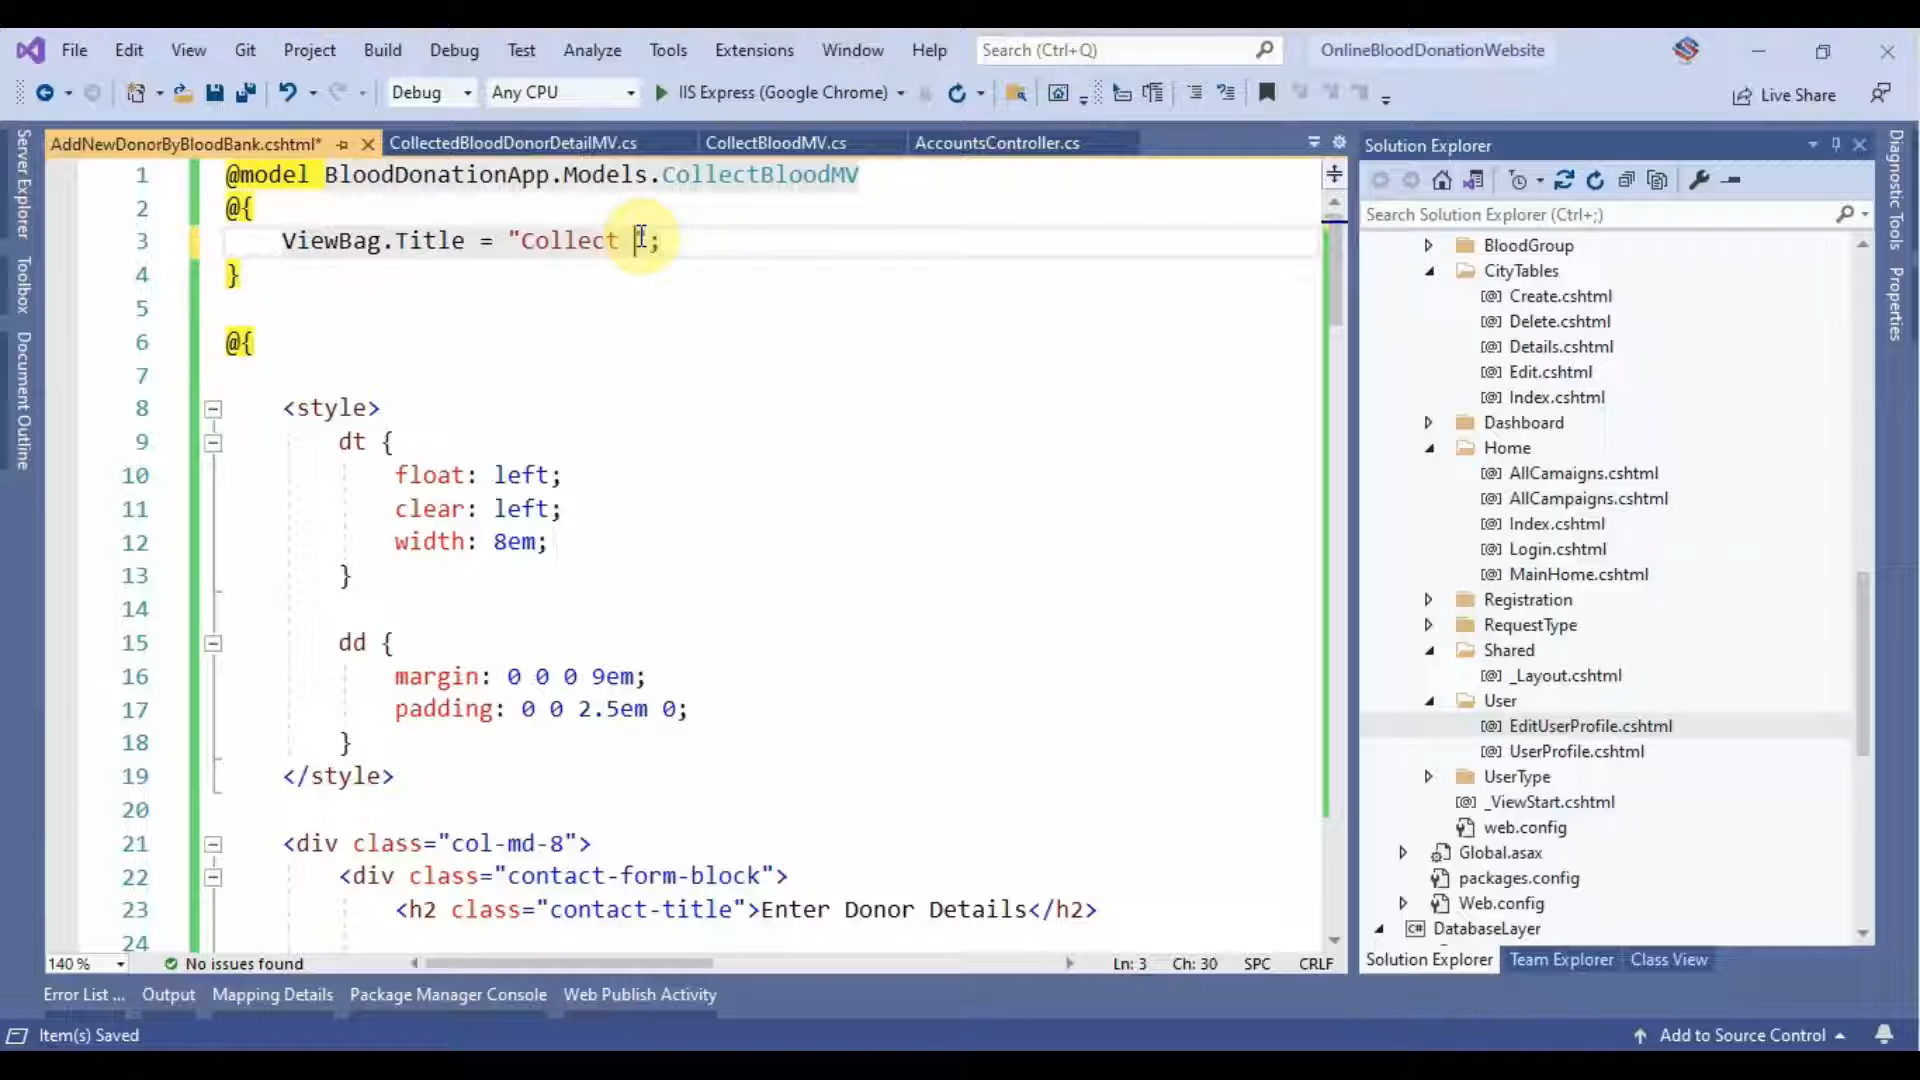 File Edit View Git Project Build Debug Test Analyze Tools Extensions Window Help Search (Ctrl+Q) OnlineBloodDonationWebsite
Debug Any CPU IIS Express (Google Chrome) Live Share
AddNewDonorByBloodBank.cshtml* CollectedBloodDonorDetailMV.cs CollectBloodMV.cs AccountsController.cs
Server Explorer
Toolbox
Document Outline
1 @model BloodDonationApp.Models.CollectBloodMV
2 @{
3 ViewBag.Title = "Collect ";
4 }
5
6 @{
7
8 <style>
9 dt {
10 float: left;
11 clear: left;
12 width: 8em;
13 }
14
15 dd {
16 margin: 0 0 0 9em;
17 padding: 0 0 2.5em 0;
18 }
19 </style>
20
21 <div class="col-md-8">
22 <div class="contact-form-block">
23 <h2 class="contact-title">Enter Donor Details</h2>
24
140 % No issues found Ln: 3 Ch: 30 SPC CRLF
Solution Explorer
Search Solution Explorer (Ctrl+;)
BloodGroup
CityTables
Create.cshtml
Delete.cshtml
Details.cshtml
Edit.cshtml
Index.cshtml
Dashboard
Home
AllCamaigns.cshtml
AllCampaigns.cshtml
Index.cshtml
Login.cshtml
MainHome.cshtml
Registration
RequestType
Shared
_Layout.cshtml
User
EditUserProfile.cshtml
UserProfile.cshtml
UserType
_ViewStart.cshtml
web.config
Global.asax
packages.config
Web.config
DatabaseLayer
Solution Explorer Team Explorer Class View
Diagnostic Tools
Properties
Error List ... Output Mapping Details Package Manager Console Web Publish Activity
Item(s) Saved Add to Source Control